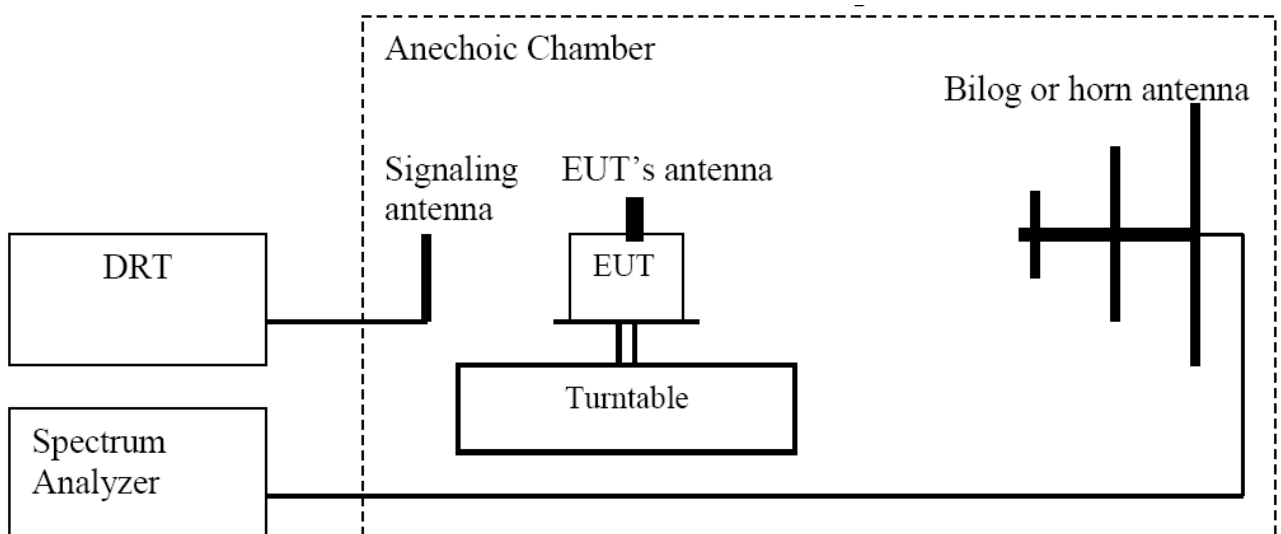 Anechoic Chamber
Bilog or horn antenna
Signaling
antenna
EUT’s antenna
DRT
EUT
Turntable
Spectrum
Analyzer